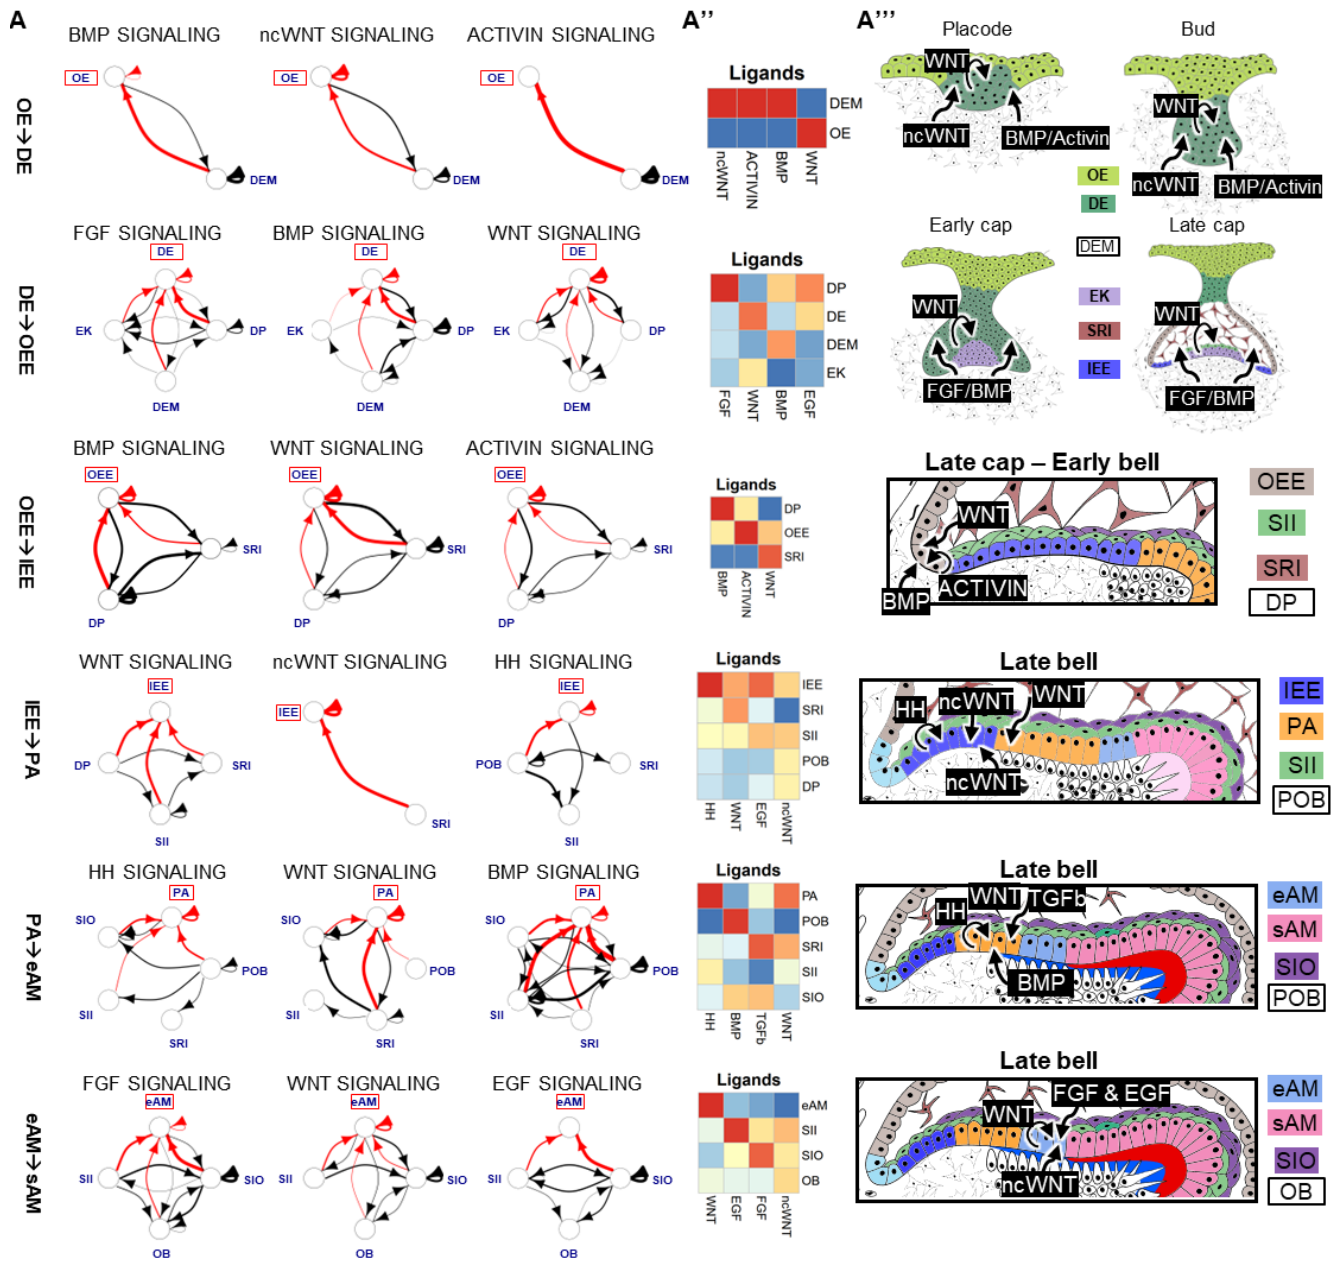 A
A''
A'''
BMP SIGNALING
ncWNT SIGNALING
ACTIVIN SIGNALING
OE→DE
OE
DEM
OE
DEM
OE
DEM
Ligands
DEM
OE
ncWNT
ACTIVIN
BMP
WNT
Placode
WNT
ncWNT
BMP/Activin
Bud
WNT
ncWNT
BMP/Activin
OE
DE
DEM
EK
SRI
IEE
FGF SIGNALING
BMP SIGNALING
WNT SIGNALING
DE→OEE
DE
EK
DP
DEM
DE
EK
DP
DEM
DE
EK
DP
DEM
Ligands
DP
DE
DEM
EK
FGF
WNT
BMP
EGF
Early cap
WNT
FGF/BMP
Late cap
WNT
FGF/BMP
BMP SIGNALING
WNT SIGNALING
ACTIVIN SIGNALING
OEE→IEE
OEE
SRI
DP
OEE
SRI
DP
OEE
SRI
DP
Ligands
DP
OEE
SRI
BMP
ACTIVIN
WNT
Late cap – Early bell
WNT
ACTIVIN
BMP
OEE
SII
SRI
DP
WNT SIGNALING
ncWNT SIGNALING
HH SIGNALING
IEE→PA
IEE
DP
SRI
SII
IEE
SRI
IEE
POB
SRI
SII
Ligands
IEE
SRI
SII
POB
DP
HH
WNT
EGF
ncWNT
Late bell
HH
ncWNT
WNT
ncWNTs
IEE
PA
SII
POB
HH SIGNALING
WNT SIGNALING
BMP SIGNALING
PA→eAM
PA
SIO
POB
SII
SRI
PA
SIO
POB
SII
SRI
PA
SIO
POB
SII
SRI
Ligands
PA
POB
SRI
SII
SIO
HH
BMP
TGFb
WNT
Late bell
HH
WNT
TGFb
BMP
eAM
sAM
SIO
POB
FGF SIGNALING
WNT SIGNALING
EGF SIGNALING
eAM→sAM
eAM
SII
SIO
OB
eAM
SII
SIO
OB
eAM
SII
SIO
OB
Ligands
eAM
SII
SIO
OB
WNT
EGF
FGF
ncWNT
Late bell
WNT
FGF & EGF
ncWNT
eAM
sAM
SIO
OB